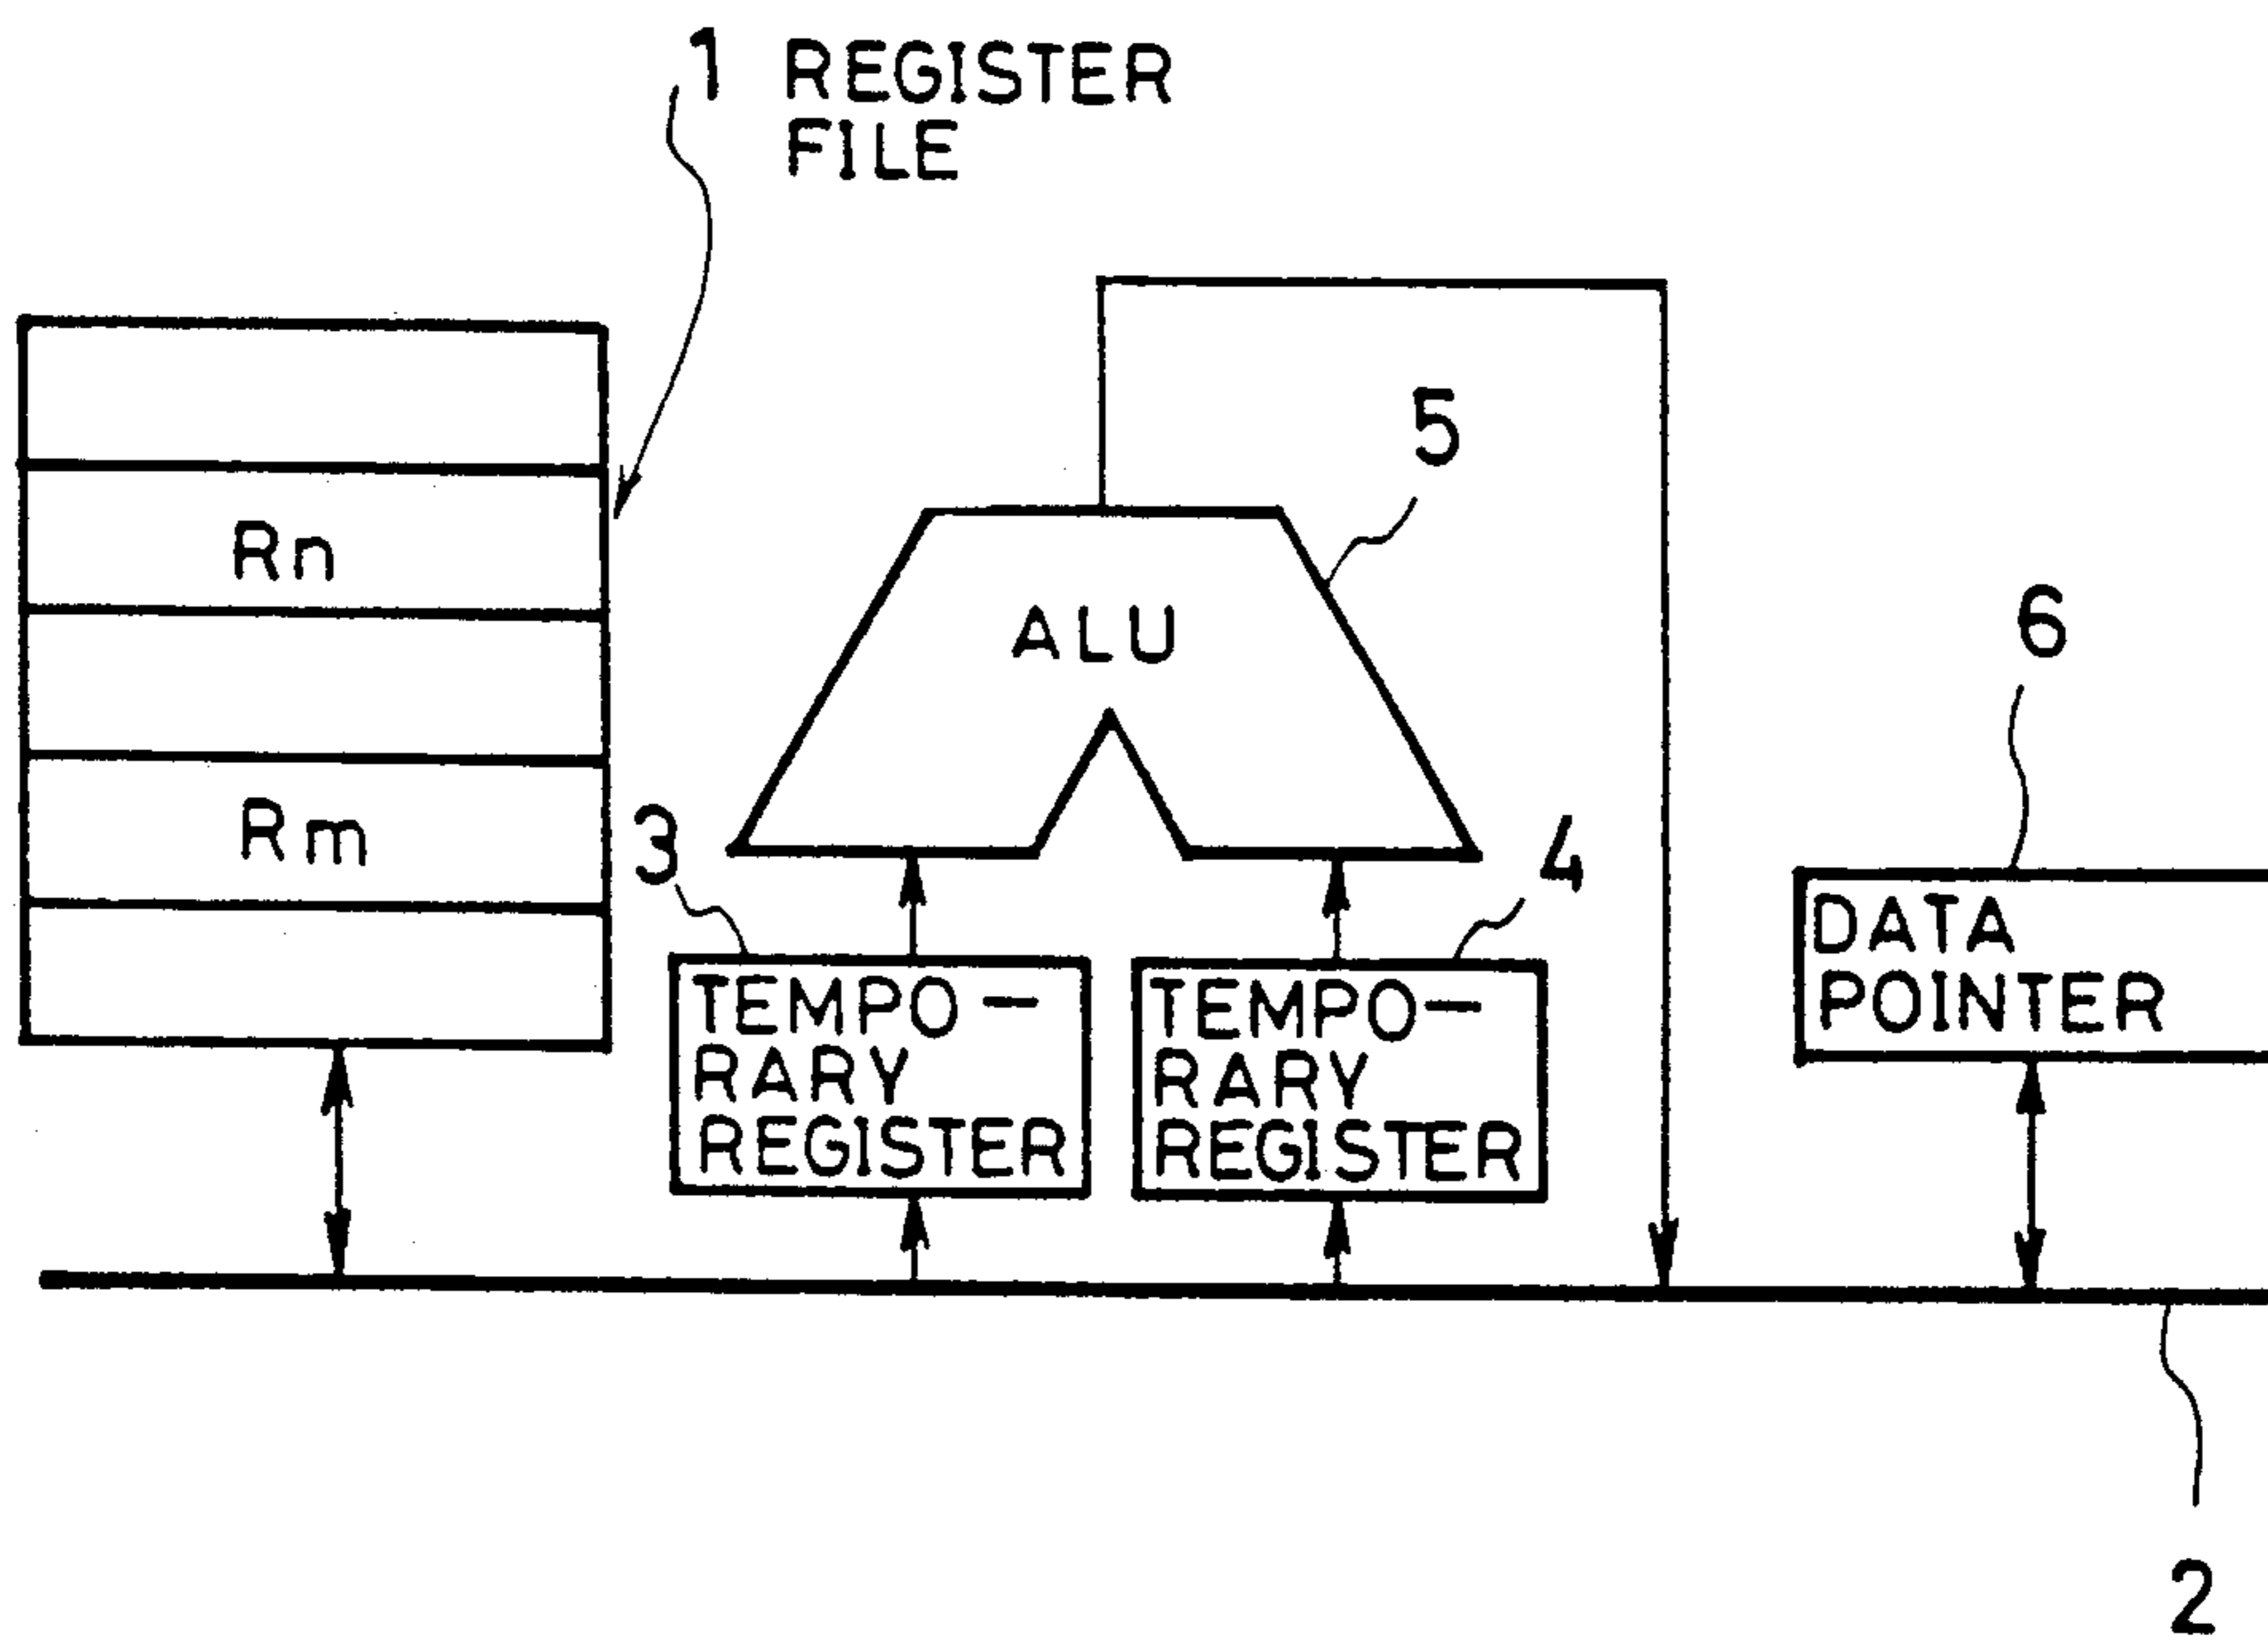 1 REGISTER
FILE
5
Rn
ALU
6
Rm
3
4
DATA
POINTER
TEMPO-
RARY
REGISTER
TEMPO-
RARY
REGISTER
2